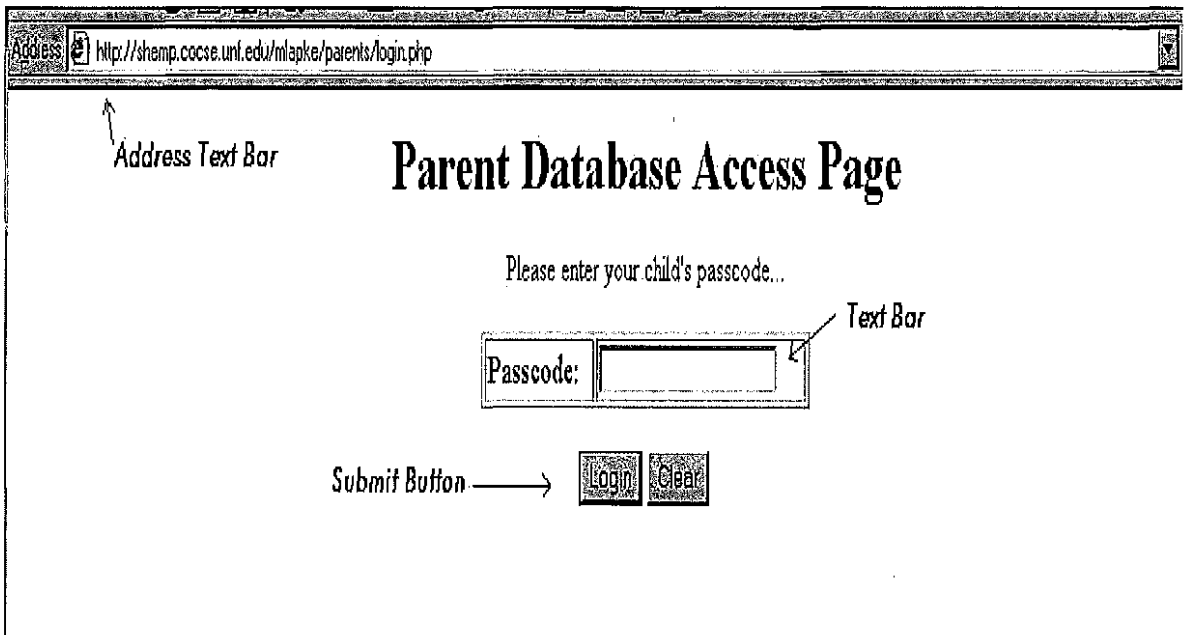 Address http://shemp.cocse.unf.edu/mlapke/parents/login.php
Address Text Bar
Parent Database Access Page
Please enter your child's passcode...
Text Bar
Passcode:
Submit Button
Login Clear